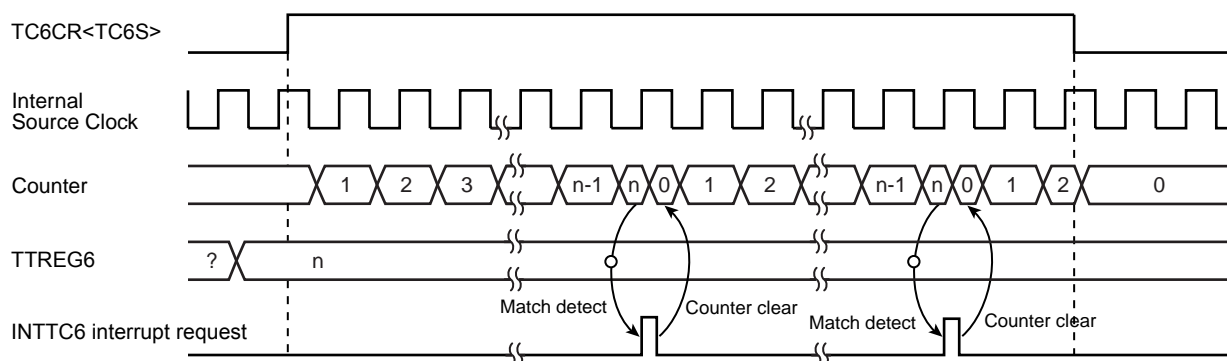 TC6CR<TC6S>
Internal
Source Clock
Counter
1 2 3 n-1 n 0 1 2 n-1 n 0 1 2 0
TTREG6
? n
Match detect Counter clear Match detect Counter clear
INTTC6 interrupt request